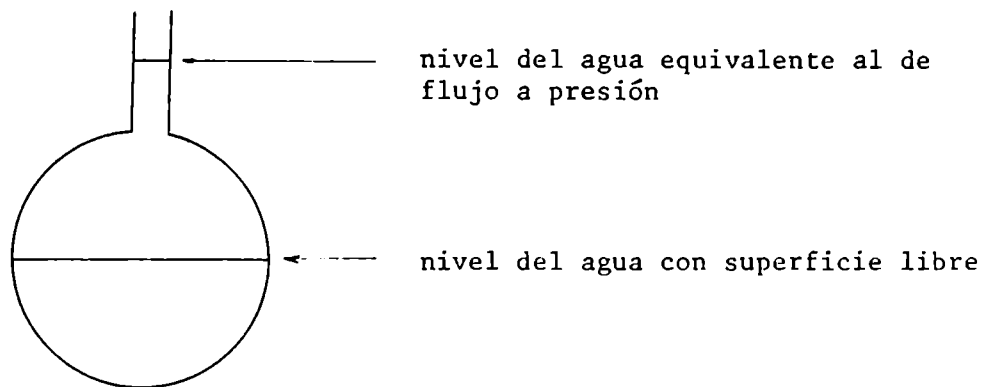 nivel del agua equivalente al de
flujo a presión
nivel del agua con superficie libre